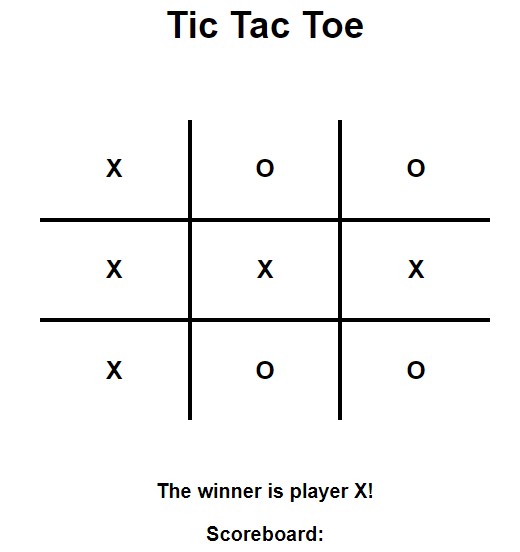 Tic Tac Toe
X O O
X X X
X O O
The winner is player X!
Scoreboard: